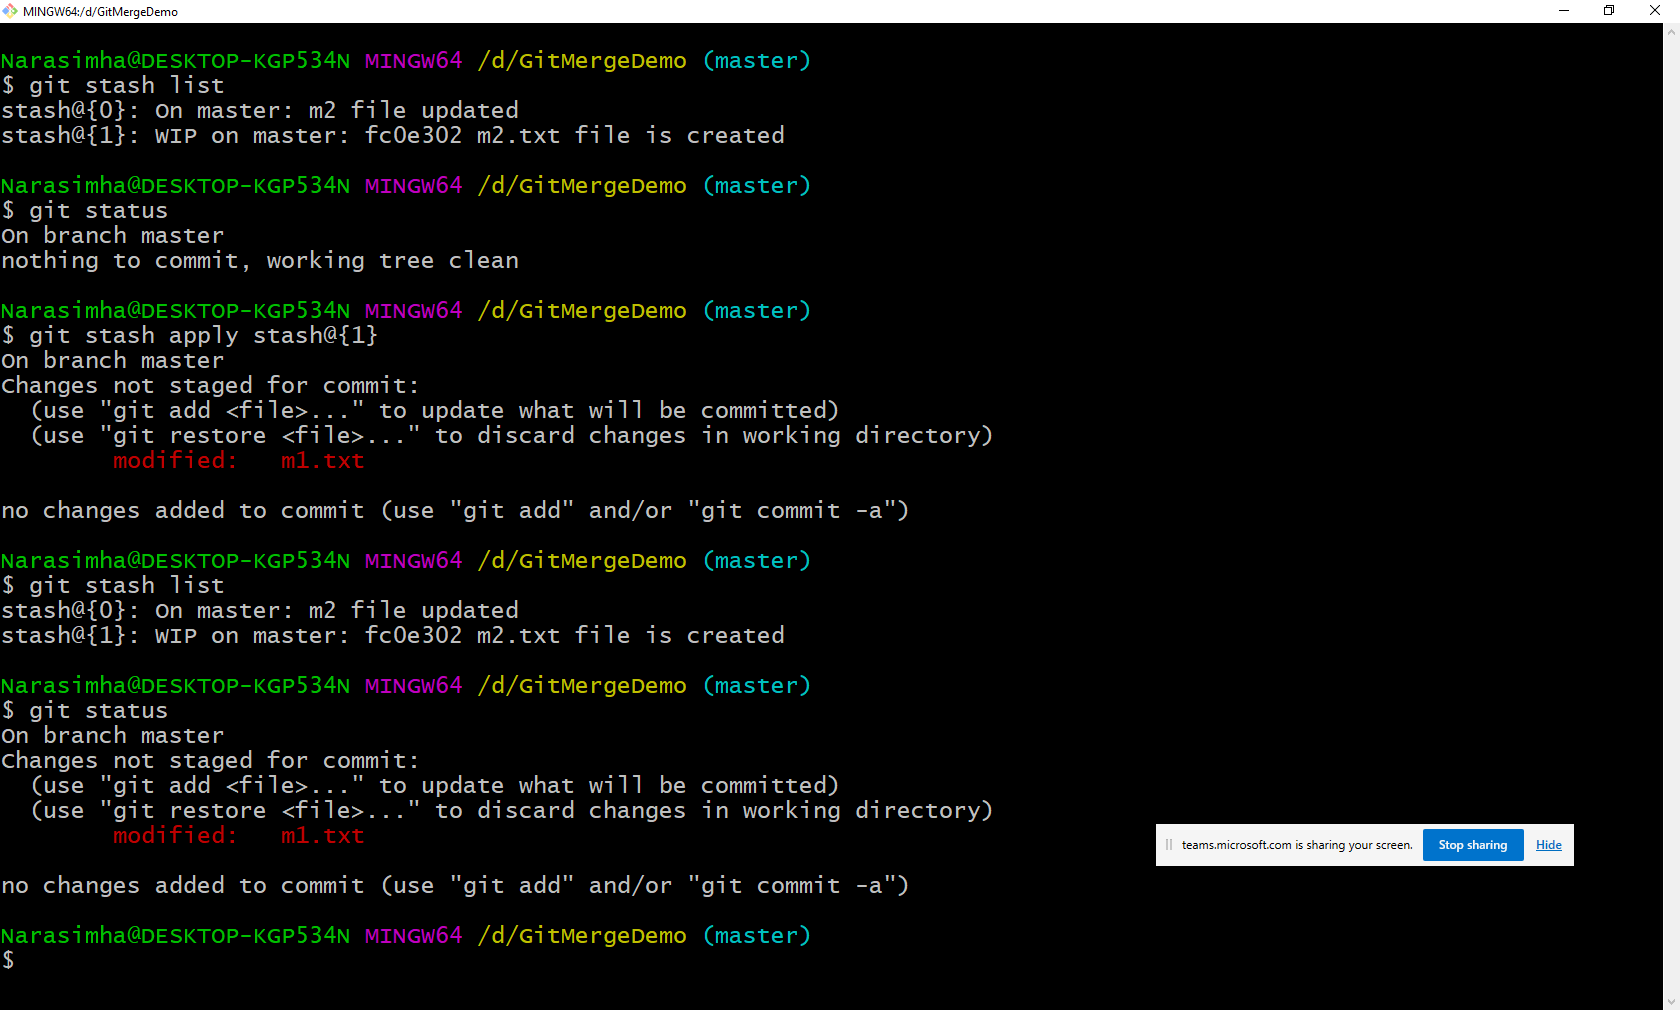 MINGW64:/d/GitMergeDemo
Narasimha@DESKTOP-KGP534N MINGW64 /d/GitMergeDemo (master)
$ git stash list
stash@{0}: On master: m2 file updated
stash@{1}: WIP on master: fc0e302 m2.txt file is created
Narasimha@DESKTOP-KGP534N MINGW64 /d/GitMergeDemo (master)
$ git status
On branch master
nothing to commit, working tree clean
Narasimha@DESKTOP-KGP534N MINGW64 /d/GitMergeDemo (master)
$ git stash apply stash@{1}
On branch master
Changes not staged for commit:
  (use "git add <file>..." to update what will be committed)
  (use "git restore <file>..." to discard changes in working directory)
        modified:   m1.txt
no changes added to commit (use "git add" and/or "git commit -a")
Narasimha@DESKTOP-KGP534N MINGW64 /d/GitMergeDemo (master)
$ git stash list
stash@{0}: On master: m2 file updated
stash@{1}: WIP on master: fc0e302 m2.txt file is created
Narasimha@DESKTOP-KGP534N MINGW64 /d/GitMergeDemo (master)
$ git status
On branch master
Changes not staged for commit:
  (use "git add <file>..." to update what will be committed)
  (use "git restore <file>..." to discard changes in working directory)
        modified:   m1.txt
teams.microsoft.com is sharing your screen. Stop sharing Hide
no changes added to commit (use "git add" and/or "git commit -a")
Narasimha@DESKTOP-KGP534N MINGW64 /d/GitMergeDemo (master)
$